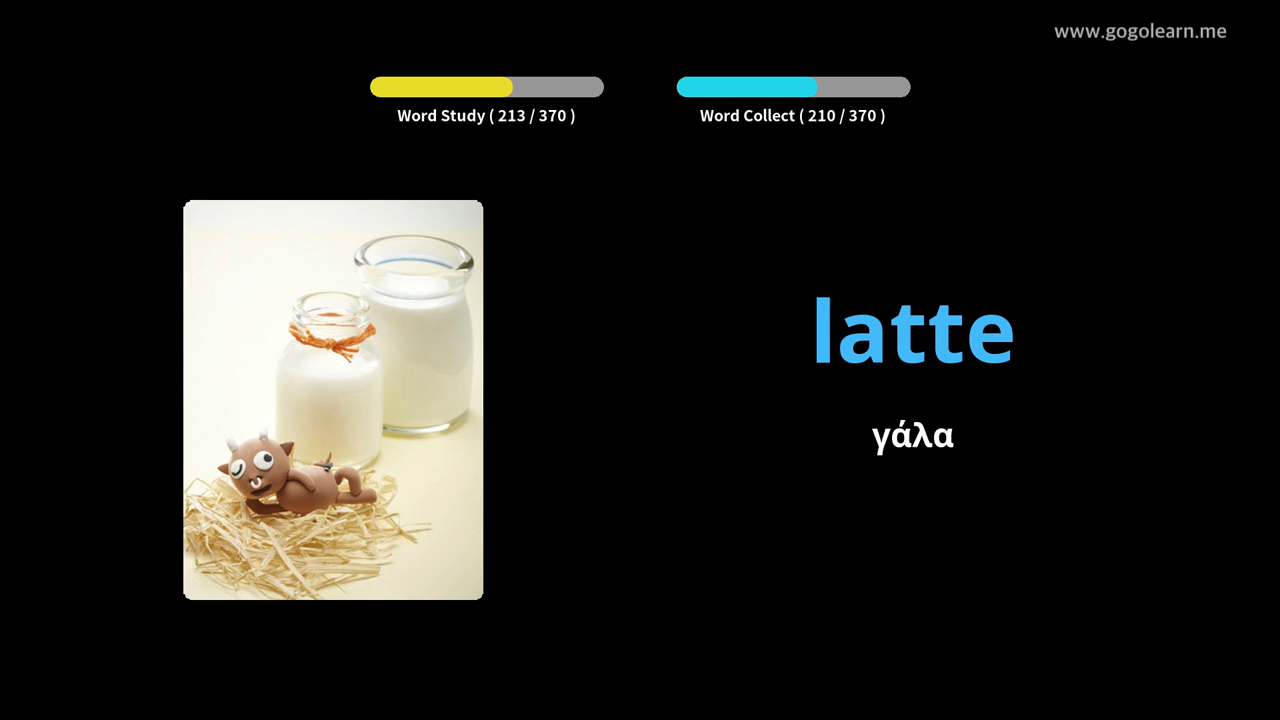 www.gogolearn.me
Word Study ( 213 / 370 )
Word Collect ( 210 / 370 )
latte
γάλα